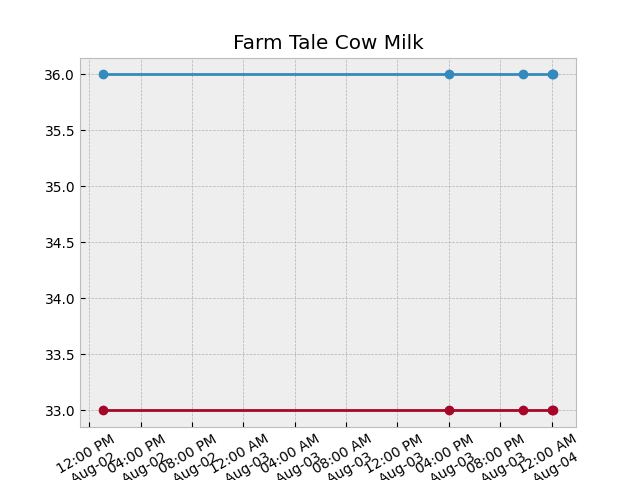 Farm Tale Cow Milk
36.0
35.5
35.0
34.5
34.0
33.5
33.0
12:00 PM
Aug-02
04:00 PM
Aug-02
08:00 PM
Aug-02
12:00 AM
Aug-03
04:00 AM
Aug-03
08:00 AM
Aug-03
12:00 PM
Aug-03
04:00 PM
Aug-03
08:00 PM
Aug-03
12:00 AM
Aug-04